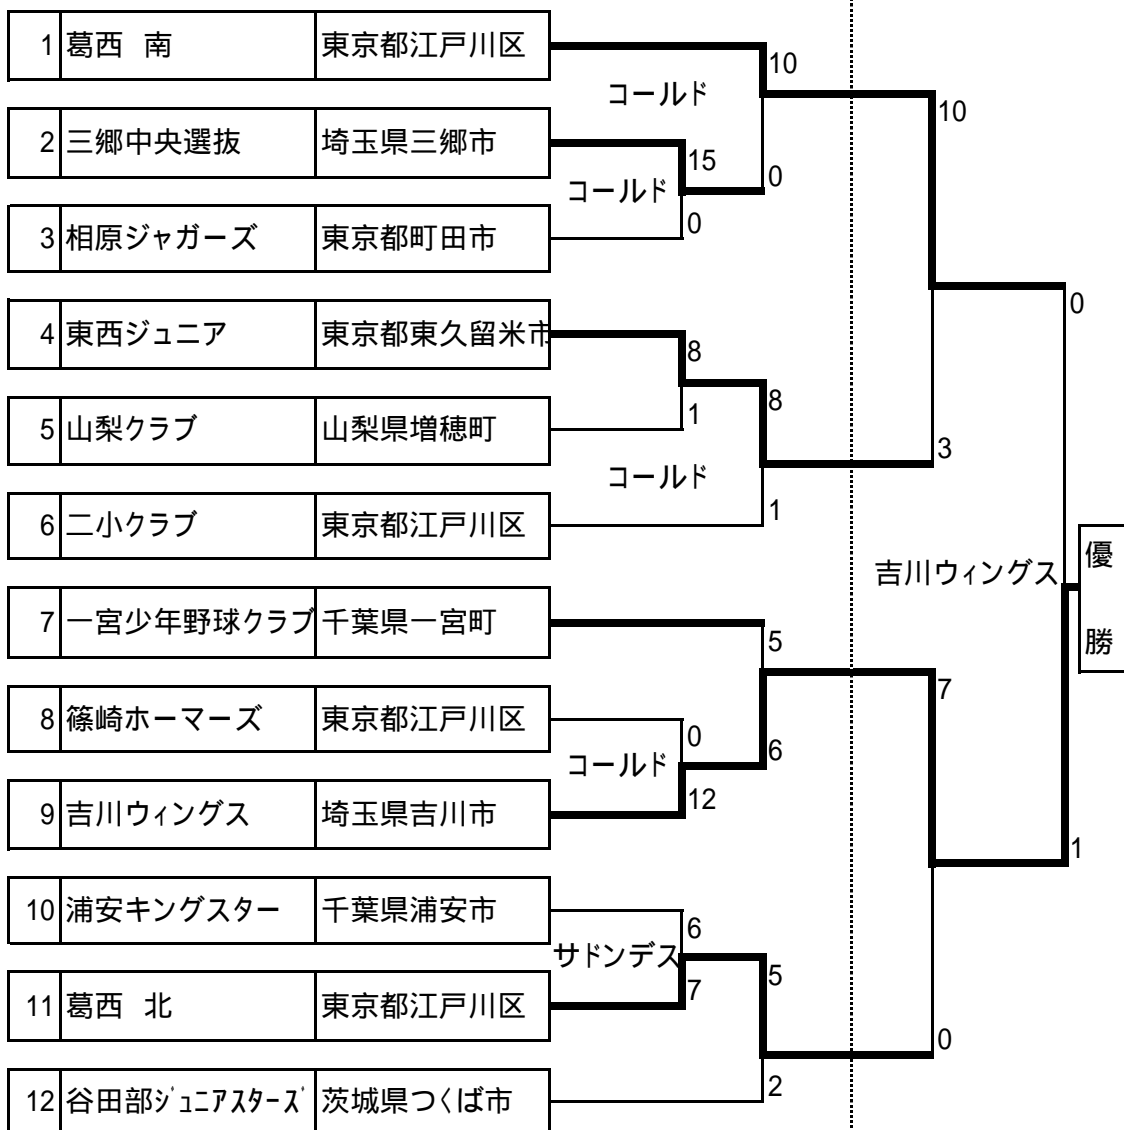 1 葛西 南 東京都江戸川区
10
コールド
10
2 三郷中央選抜 埼玉県三郷市
15
0
コールド
3 相原ジャガーズ 東京都町田市
0
0
4 東西ジュニア 東京都東久留米市
8
8
5 山梨クラブ 山梨県増穂町
1
3
コールド
6 二小クラブ 東京都江戸川区
1
吉川ウィングス
優
勝
7 一宮少年野球クラブ 千葉県一宮町
5
7
8 篠崎ホーマーズ 東京都江戸川区
0
6
コールド
9 吉川ウィングス 埼玉県吉川市
12
1
10 浦安キングスター 千葉県浦安市
6
サドンデス
5
11 葛西 北 東京都江戸川区
7
0
12 谷田部ジュニアスターズ 茨城県つくば市
2